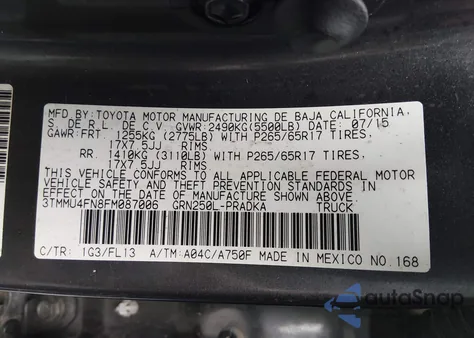 MFD.BY:TOYOTA MOTOR MANUFACTURING DE BAJA CALIFORNIA,
S. DE R.L. DE C.V. GVWR:2490KG(5500LB) DATE: 07/15
GAWR:FRT. 1255KG (2775LB) WITH P265/65R17 TIRES,
17X7.5JJ RIMS
RR. 1410KG (3110LB) WITH P265/65R17 TIRES,
17X7.5JJ RIMS
THIS VEHICLE CONFORMS TO ALL APPLICABLE FEDERAL MOTOR
VEHICLE SAFETY STANDARDS IN
EFFECT ON THE DATE OF MANUFACTURE SHOWN ABOVE.
3TMMU4FN8FM087006 GRN250L-PRADKA TRUCK
C/TR: 1G3/FL13 A/TM:A04C/A750F MADE IN MEXICO NO.168
AutoSnap